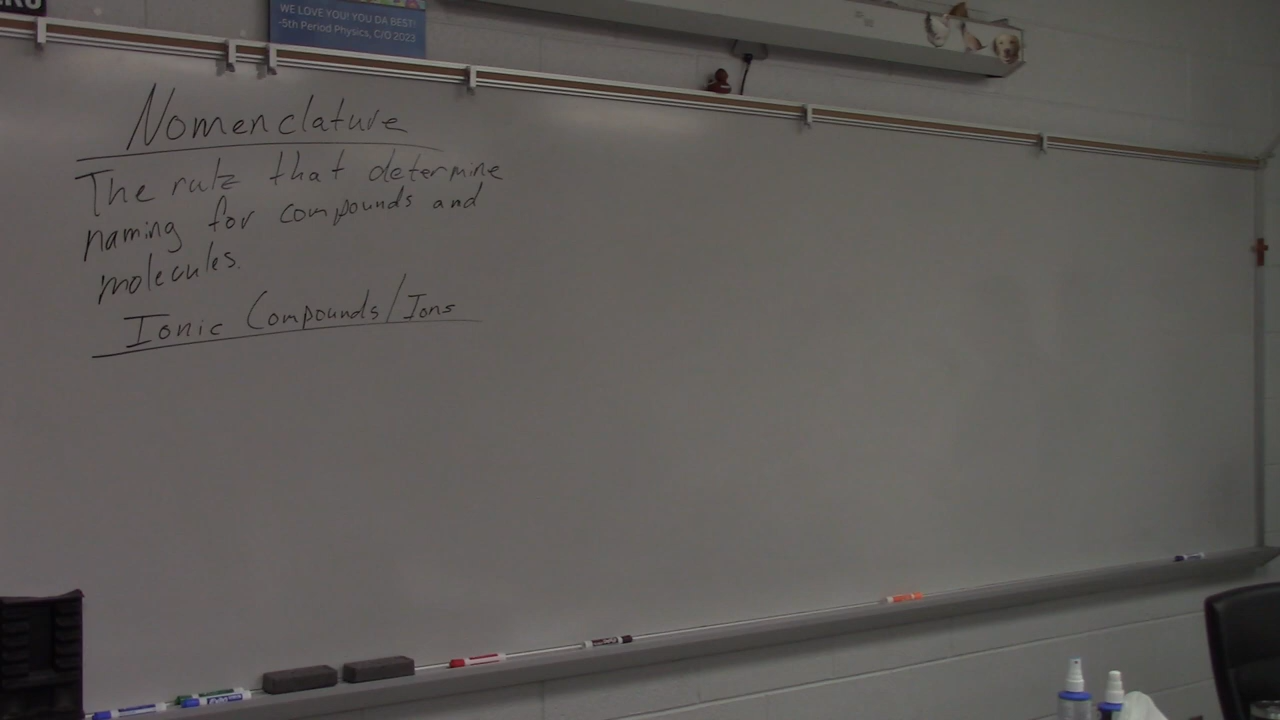 WE LOVE YOU! YOU DA BEST!
-5th Period Physics, C/O 2023
Nomenclature
The rule that determine
naming for compounds and
molecules.
Ionic Compounds/Ions